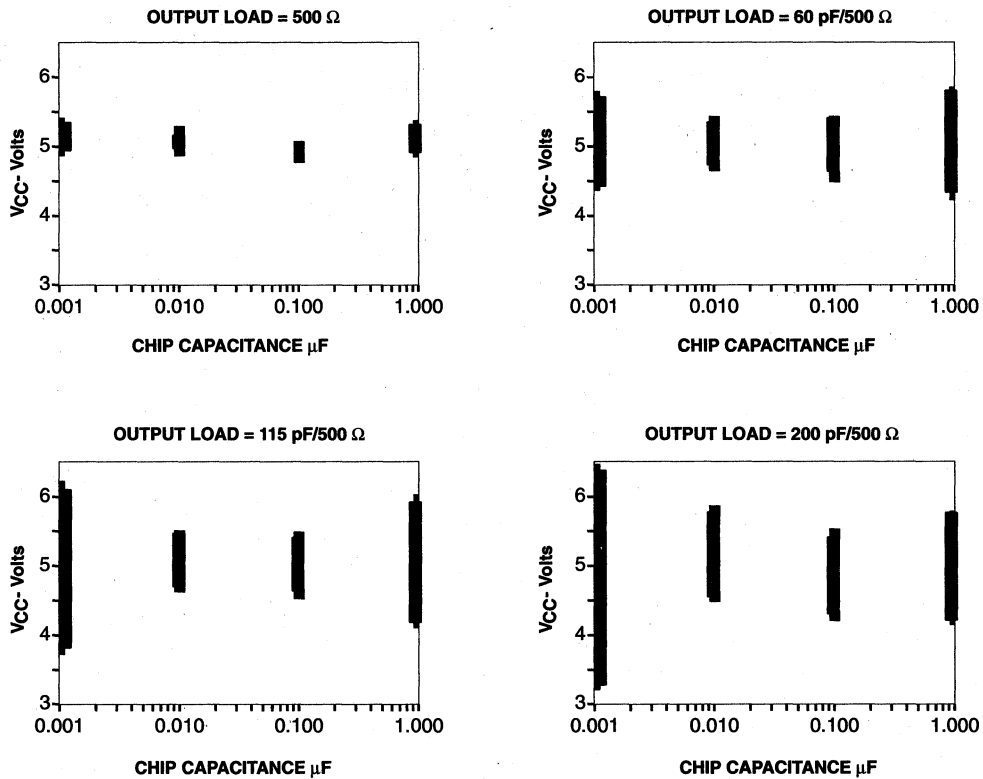 OUTPUT LOAD = 500 Ω
6
5
4
3
VCC- Volts
0.001 0.010 0.100 1.000
CHIP CAPACITANCE μF
OUTPUT LOAD = 60 pF/500 Ω
6
5
4
3
VCC- Volts
0.001 0.010 0.100 1.000
CHIP CAPACITANCE μF
OUTPUT LOAD = 115 pF/500 Ω
6
5
4
3
VCC- Volts
0.001 0.010 0.100 1.000
CHIP CAPACITANCE μF
OUTPUT LOAD = 200 pF/500 Ω
6
5
4
3
VCC- Volts
0.001 0.010 0.100 1.000
CHIP CAPACITANCE μF